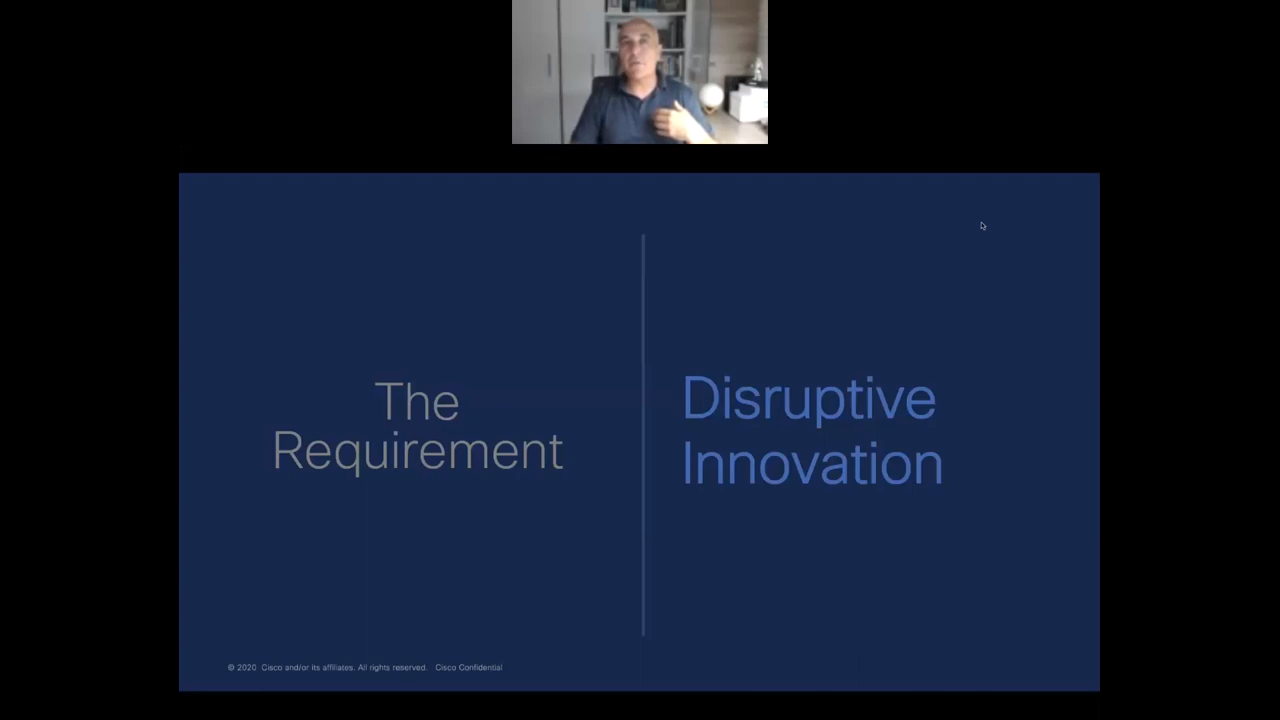 The
Requirement
Disruptive
Innovation
© 2020 Cisco and/or its affiliates. All rights reserved. Cisco Confidential